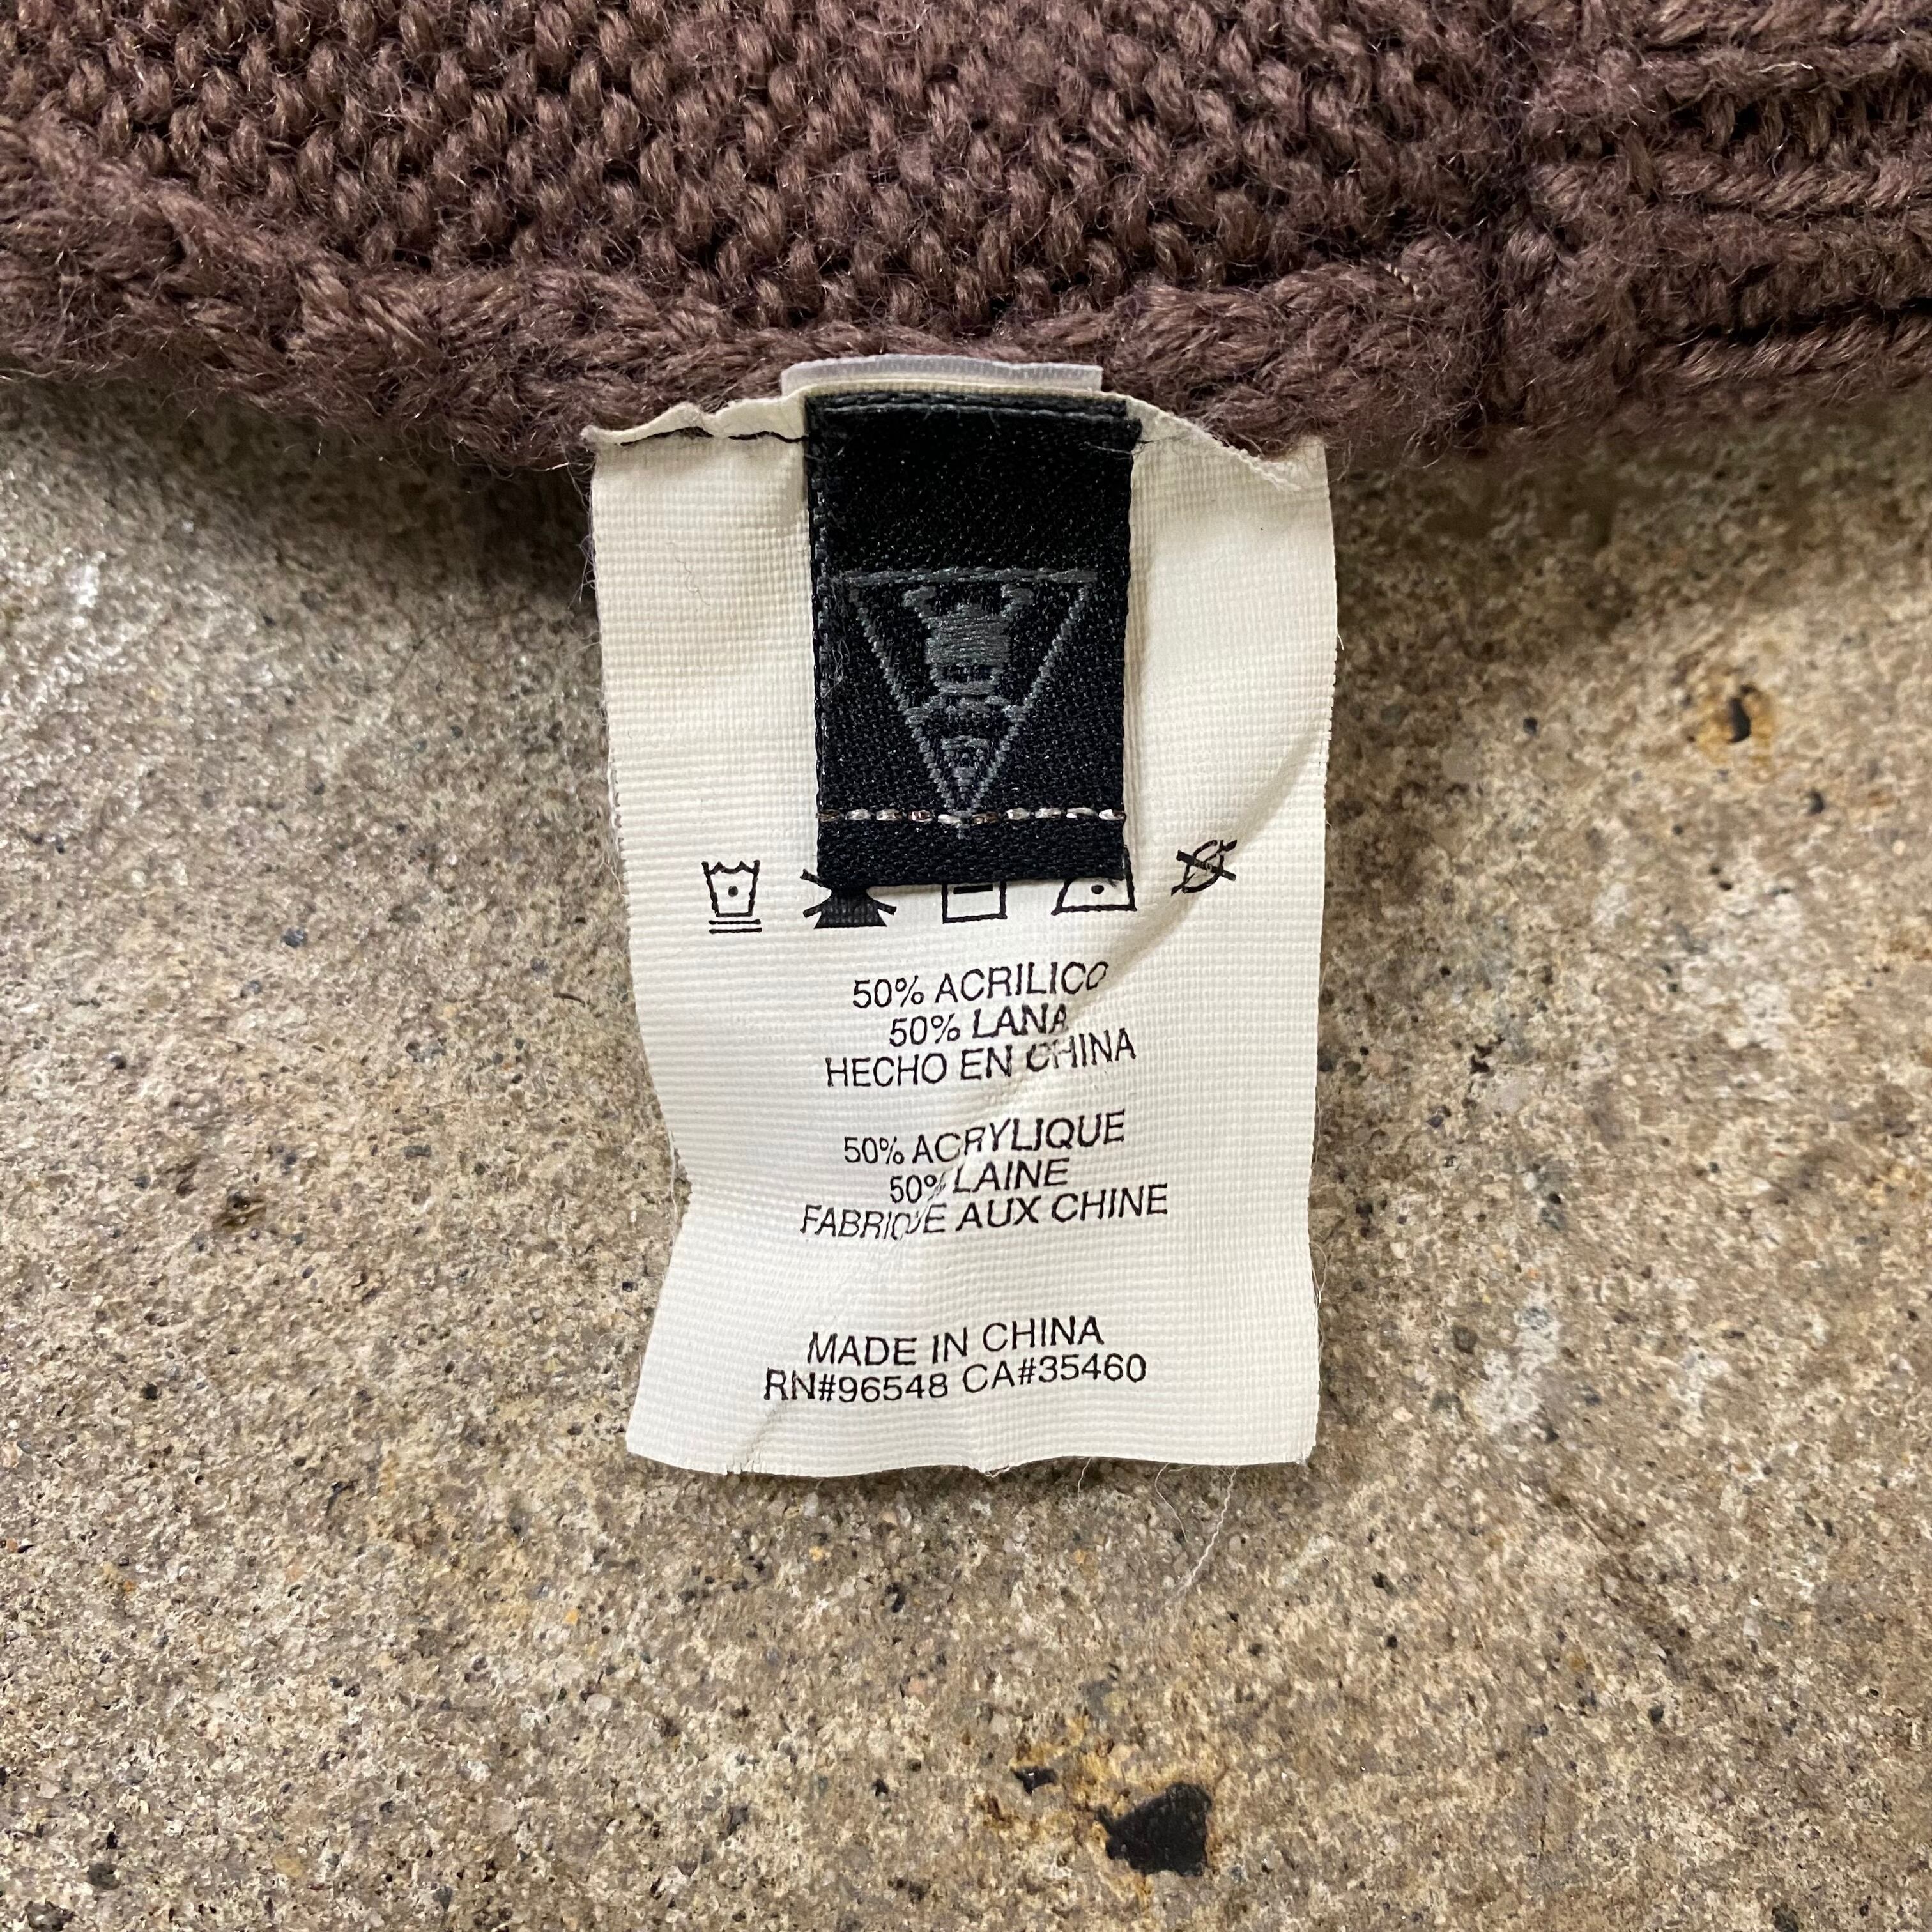 50% ACRILICO
50% LANA
HECHO EN CHINA
50% ACRYLIQUE
50% LAINE
FABRIQUE AUX CHINE
MADE IN CHINA
RN#96548 CA#35460